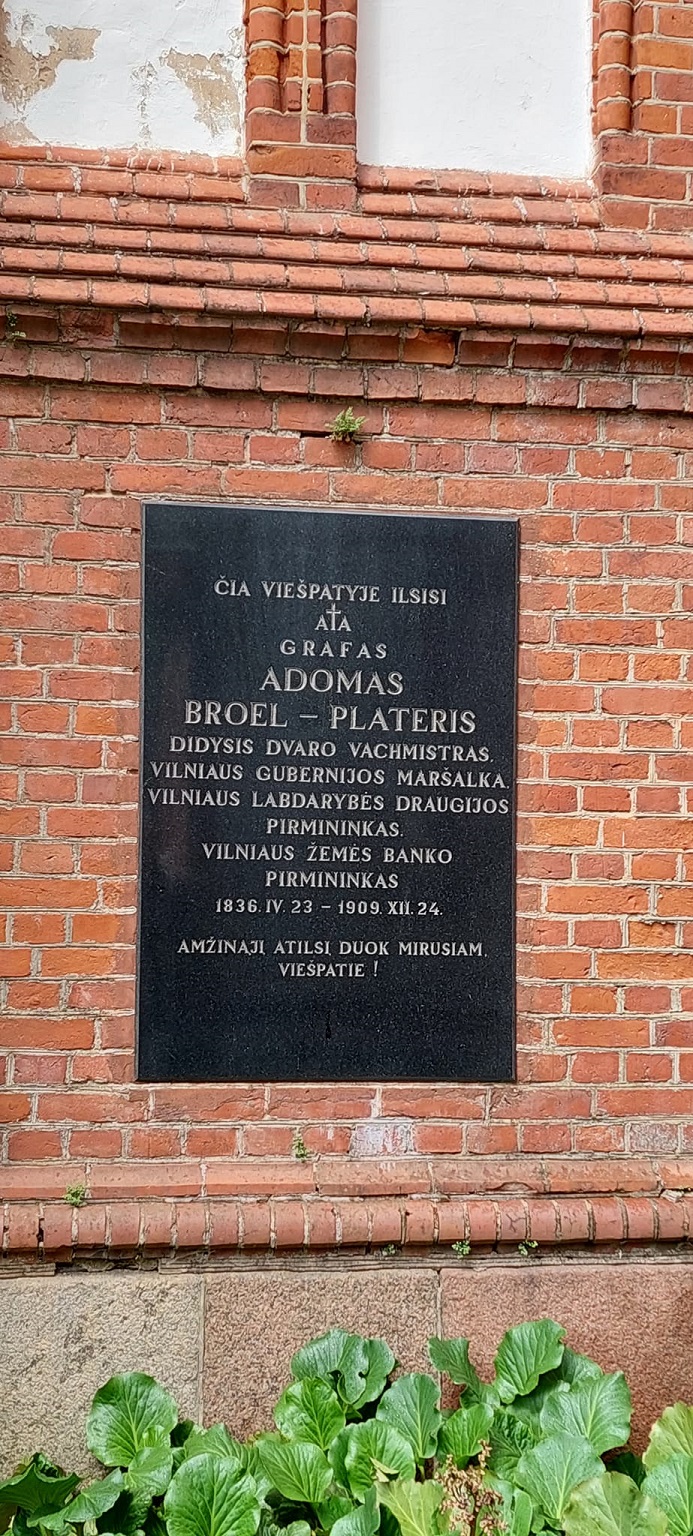 ČIA VIEŠPATYJE ILSISI
A†A
GRAFAS
ADOMAS
BROEL – PLATERIS
DIDYSIS DVARO VACHMISTRAS,
VILNIAUS GUBERNIJOS MARŠALKA,
VILNIAUS LABDARYBĖS DRAUGIJOS
PIRMININKAS,
VILNIAUS ŽEMĖS BANKO
PIRMININKAS
1836. IV. 23 – 1909. XII. 24.
AMŽINĄJĮ ATILSĮ DUOK MIRUSIAM,
VIEŠPATIE !